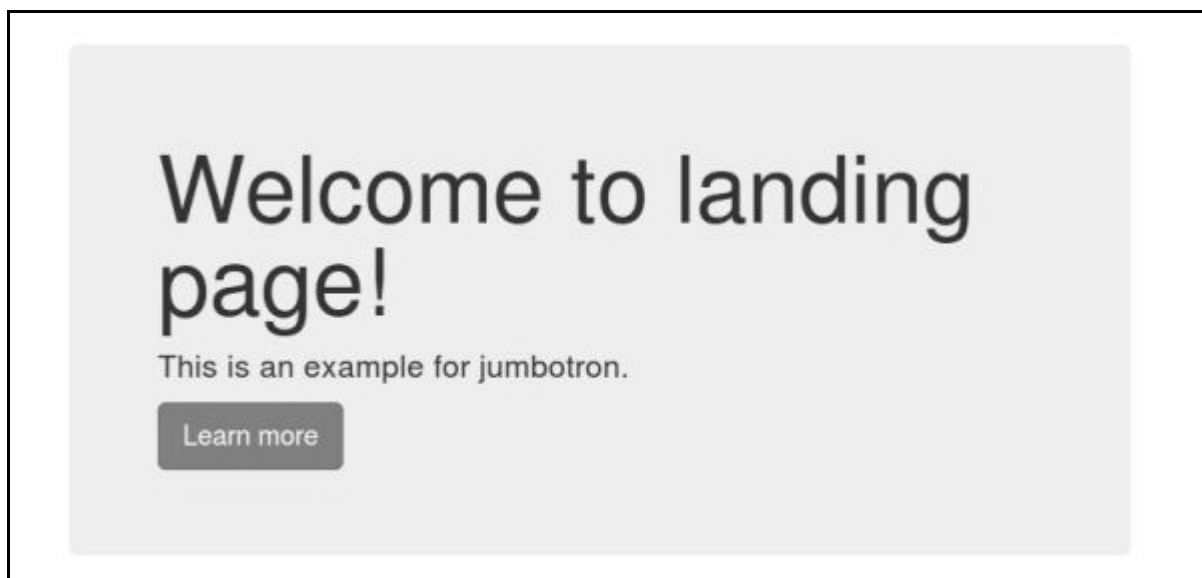 Welcome to landing
page!
This is an example for jumbotron.
Learn more